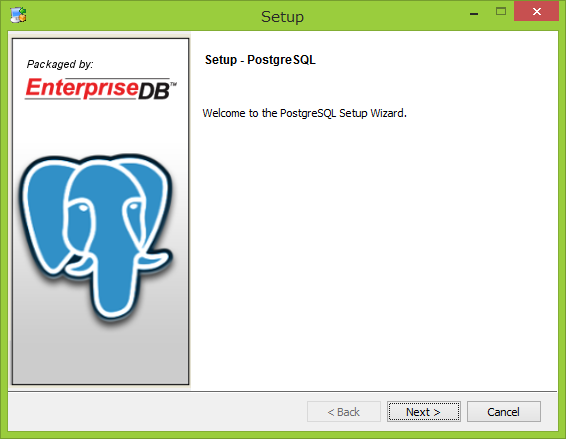 Setup
Packaged by:
EnterpriseDB™
Setup - PostgreSQL
Welcome to the PostgreSQL Setup Wizard.
< Back
Next >
Cancel